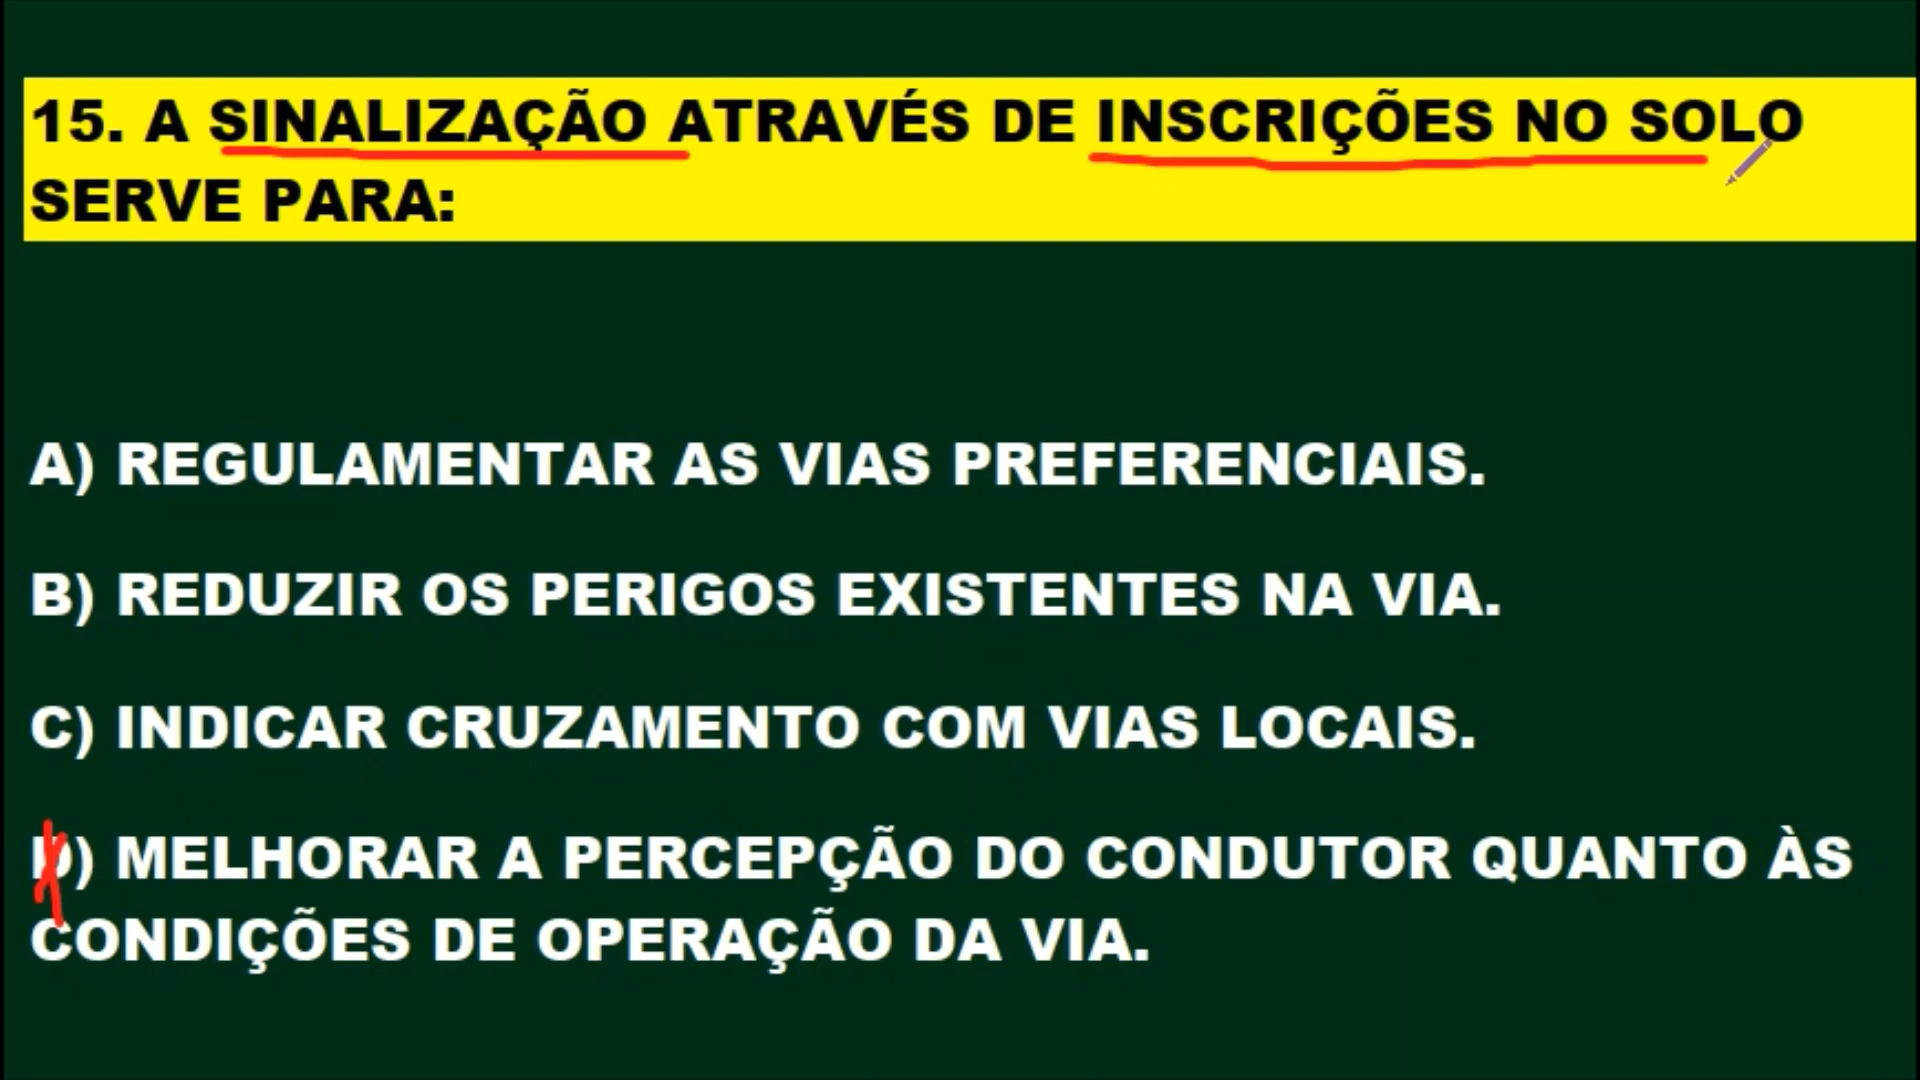 15. A SINALIZAÇÃO ATRAVÉS DE INSCRIÇÕES NO SOLO
SERVE PARA:
A) REGULAMENTAR AS VIAS PREFERENCIAIS.
B) REDUZIR OS PERIGOS EXISTENTES NA VIA.
C) INDICAR CRUZAMENTO COM VIAS LOCAIS.
D) MELHORAR A PERCEPÇÃO DO CONDUTOR QUANTO ÀS
CONDIÇÕES DE OPERAÇÃO DA VIA.